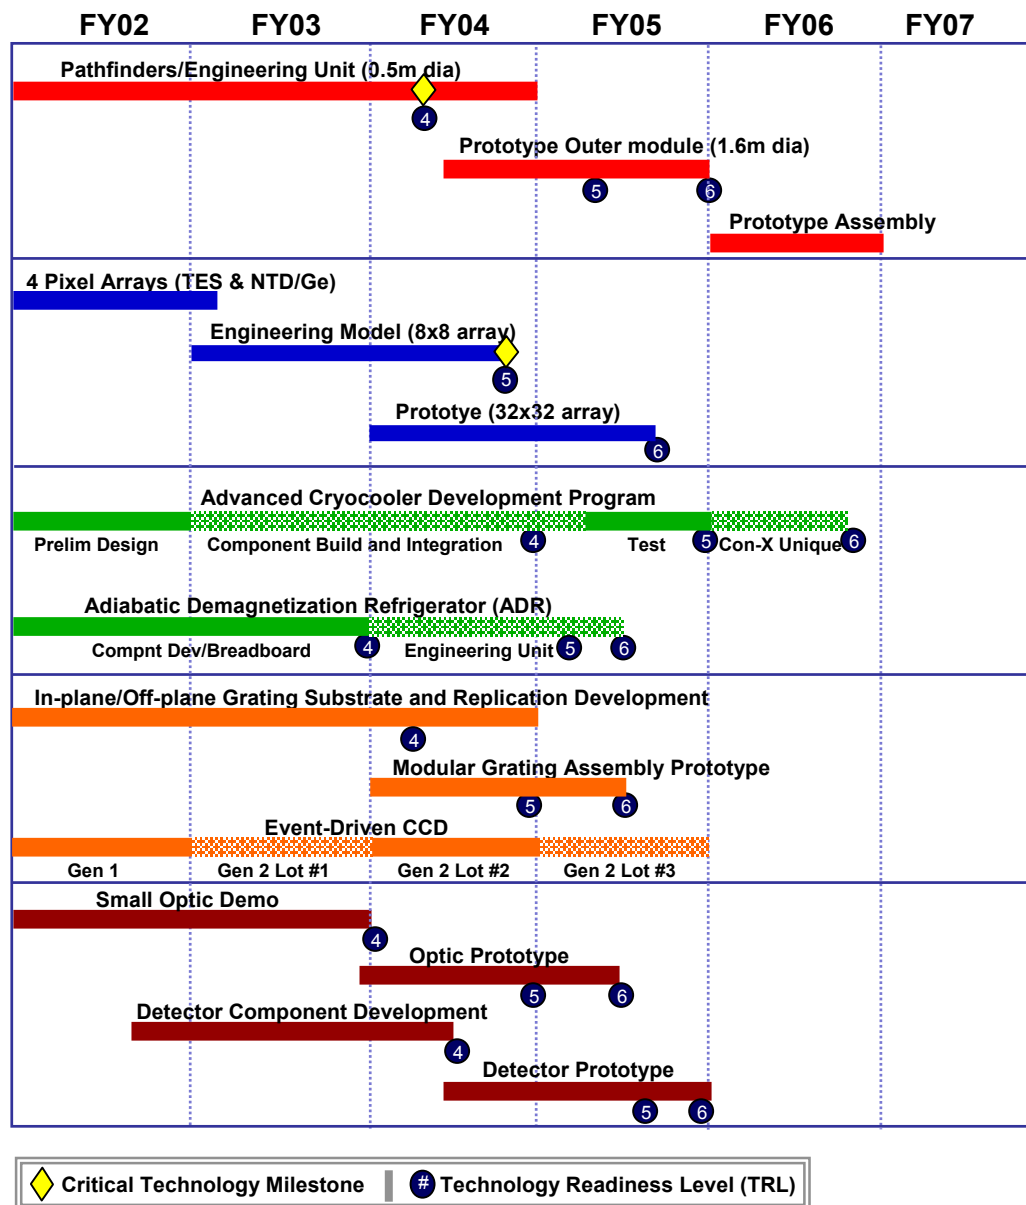 FY02 FY03 FY04 FY05 FY06 FY07
Pathfinders/Engineering Unit (0.5m dia)
4
Prototype Outer module (1.6m dia)
5 6
Prototype Assembly
4 Pixel Arrays (TES & NTD/Ge)
Engineering Model (8x8 array)
5
Prototye (32x32 array)
6
Advanced Cryocooler Development Program
Prelim Design Component Build and Integration 4 Test 5 Con-X Unique 6
Adiabatic Demagnetization Refrigerator (ADR)
Compnt Dev/Breadboard 4 Engineering Unit 5 6
In-plane/Off-plane Grating Substrate and Replication Development
4
Modular Grating Assembly Prototype
5 6
Event-Driven CCD
Gen 1 Gen 2 Lot #1 Gen 2 Lot #2 Gen 2 Lot #3
Small Optic Demo
4
Optic Prototype
5 6
Detector Component Development
4
Detector Prototype
5 6
Critical Technology Milestone # Technology Readiness Level (TRL)